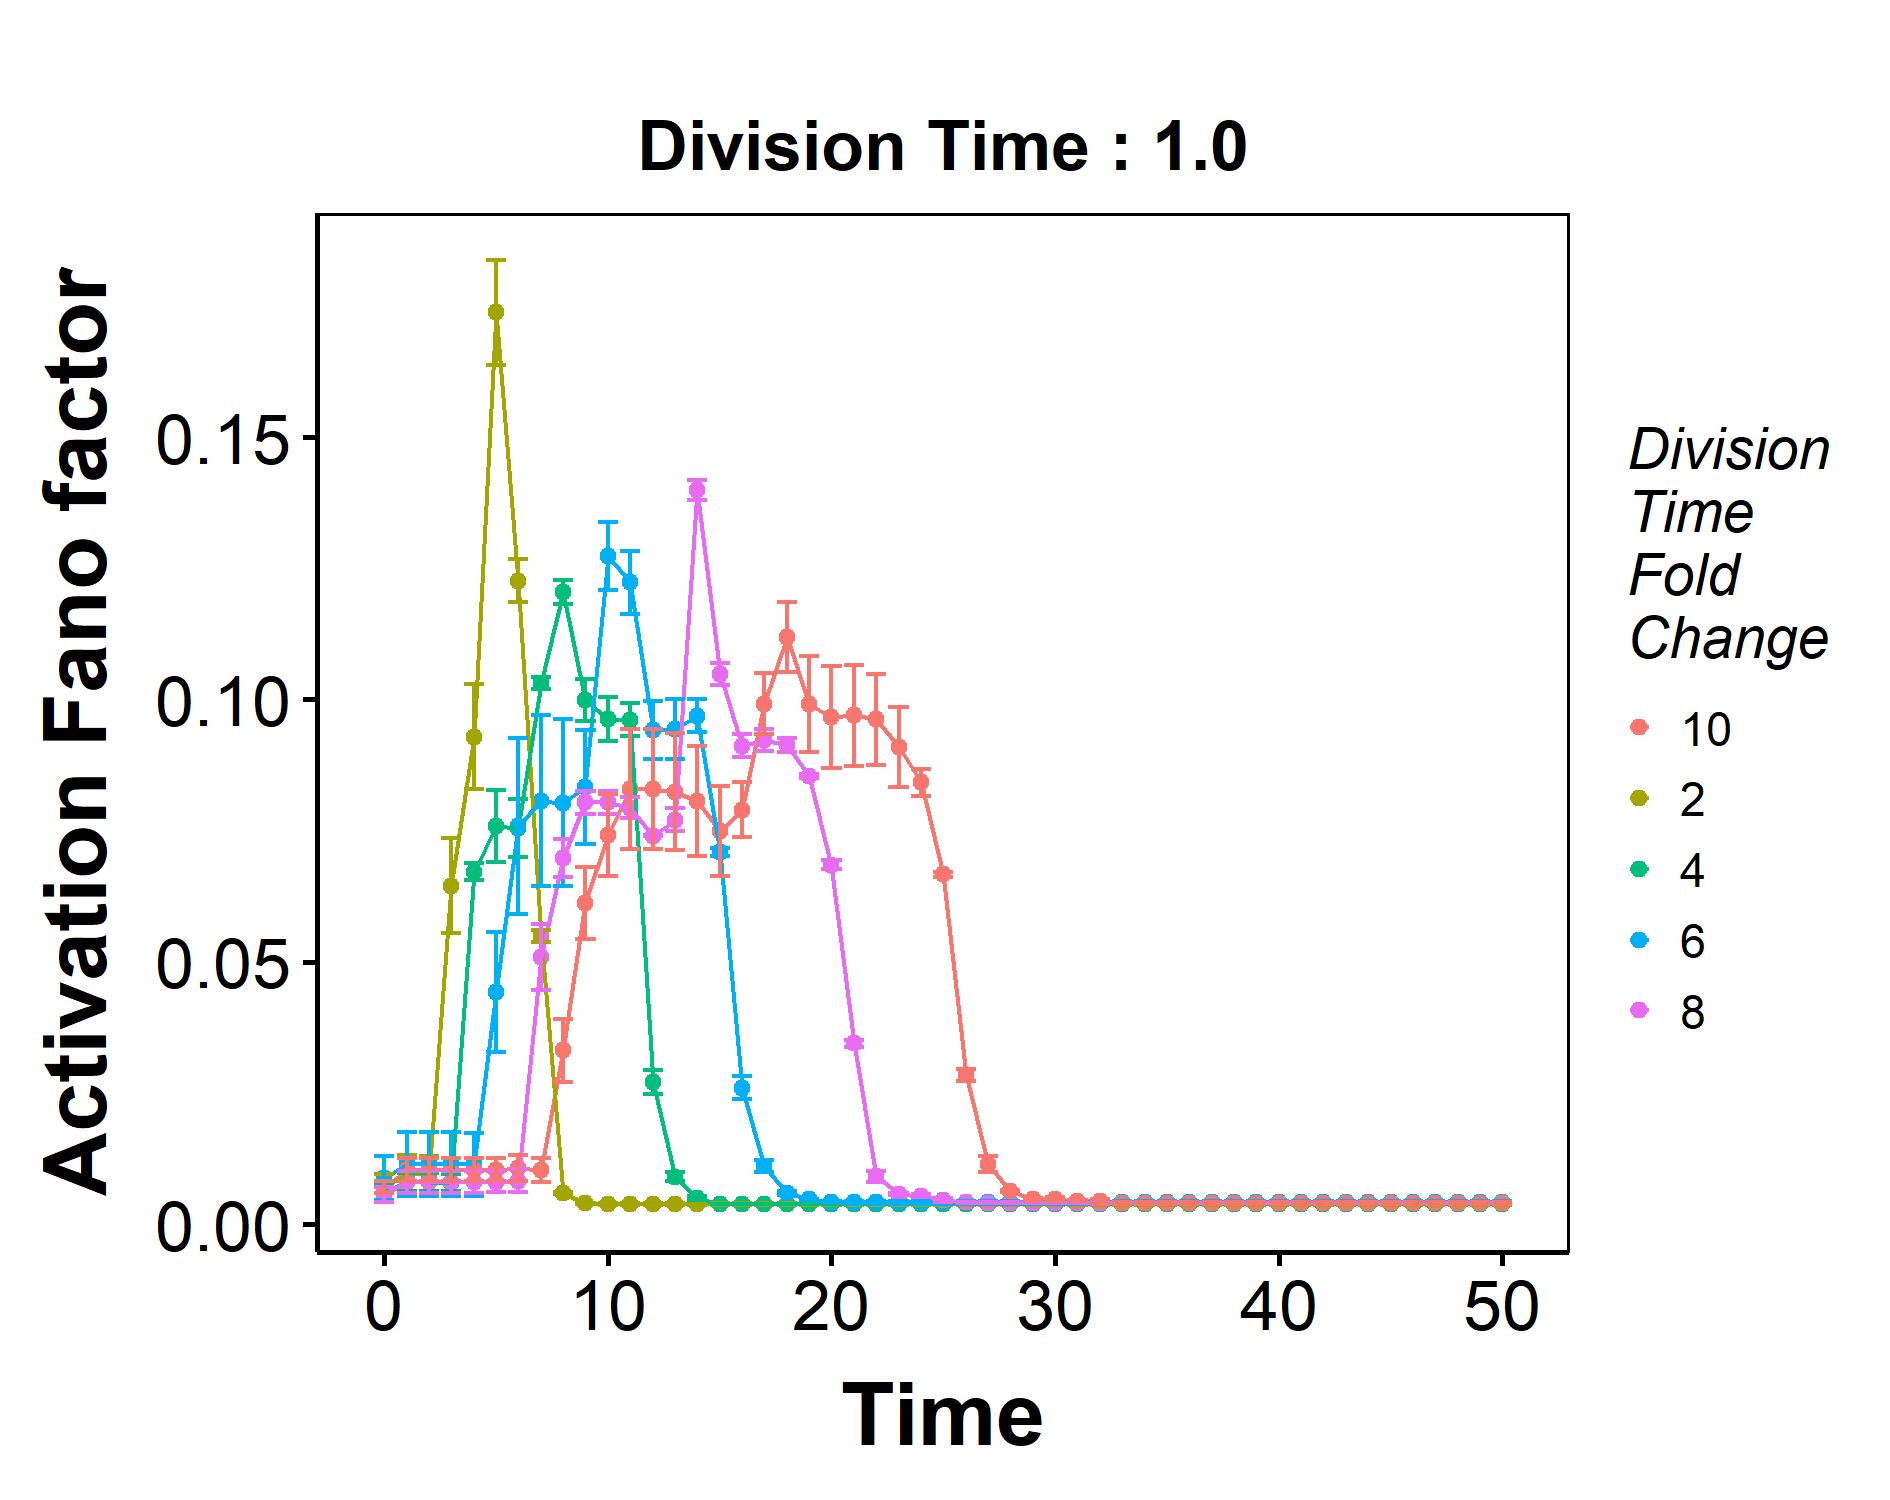 Division Time : 1.0
Activation Fano factor
0.15
0.10
0.05
0.00
0 10 20 30 40 50
Time
Division
Time
Fold
Change
10
2
4
6
8